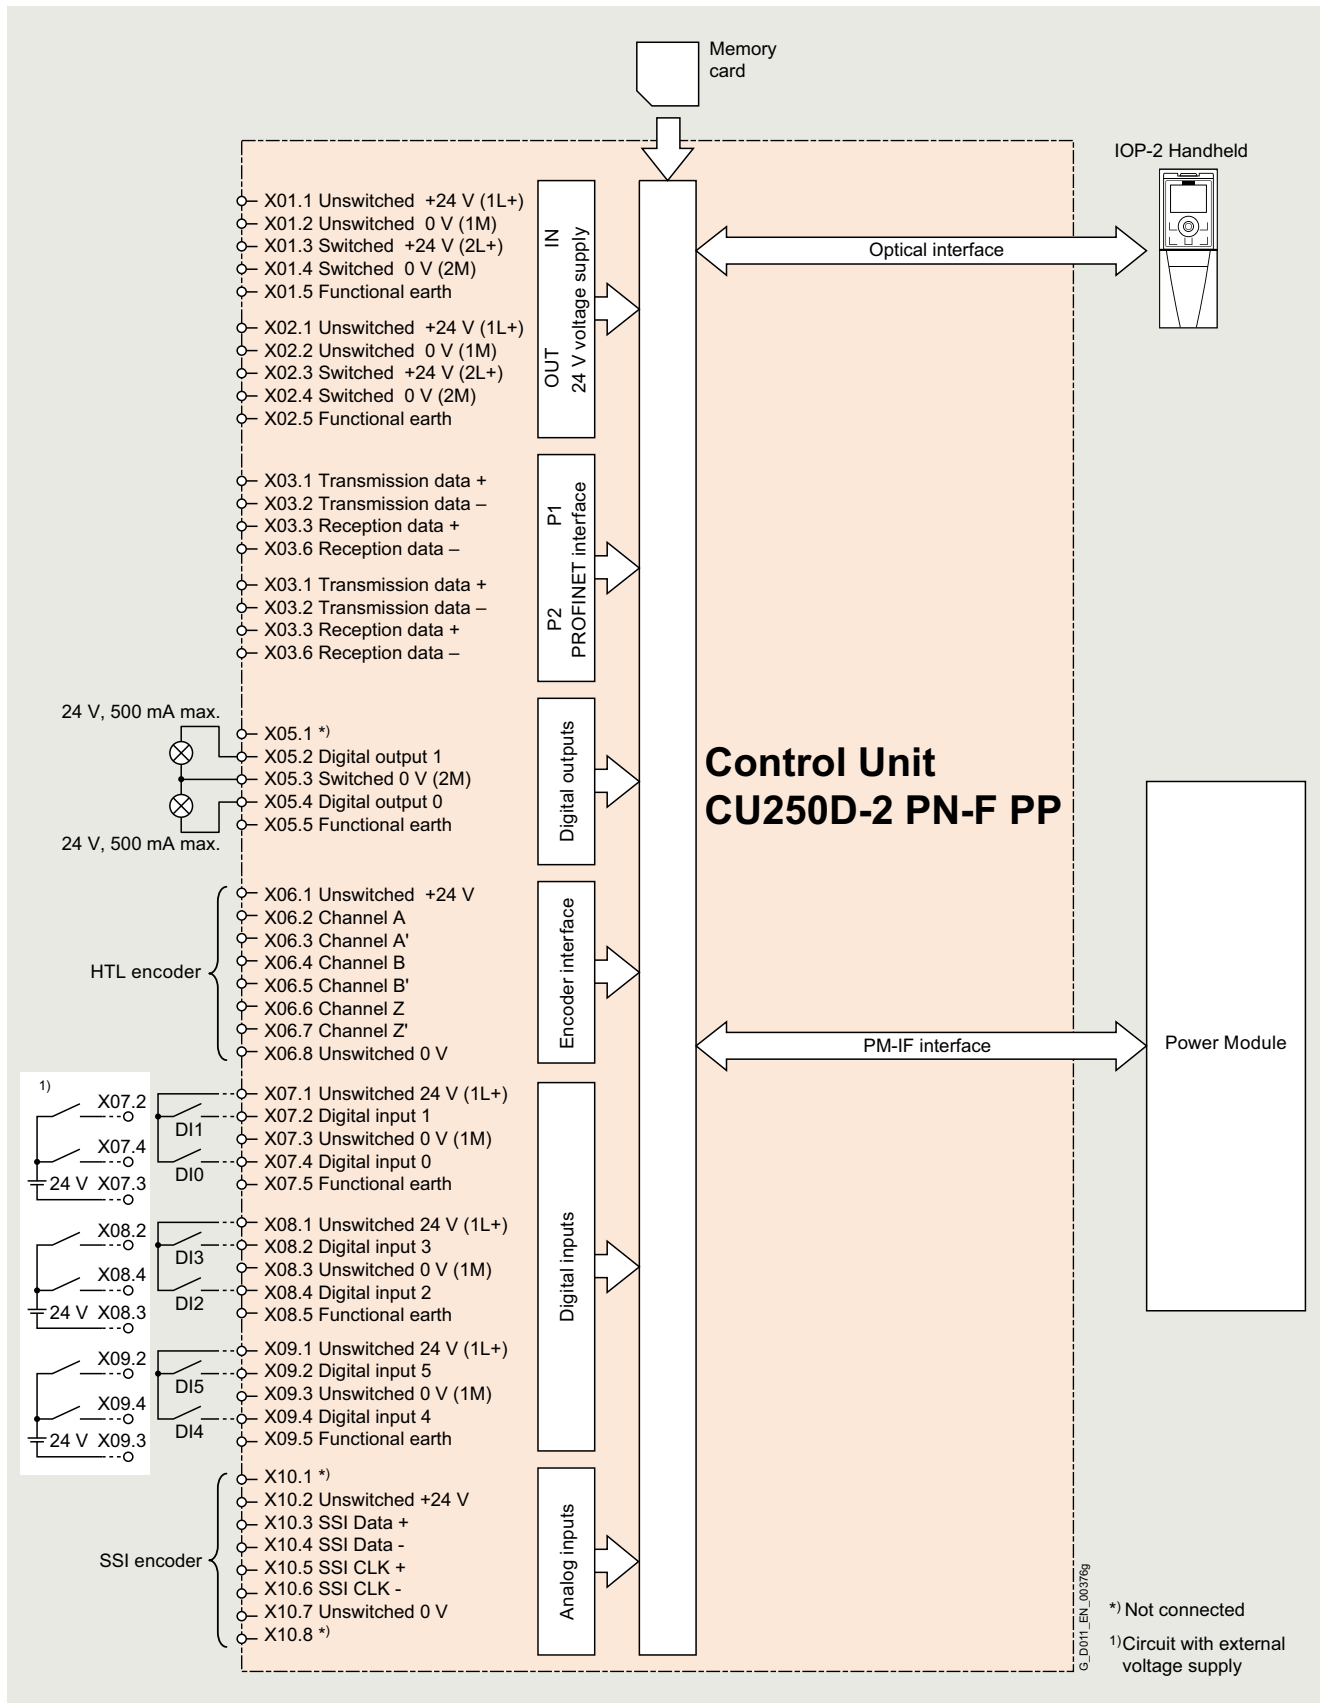 Memory
card
IOP-2 Handheld
X01.1 Unswitched +24 V (1L+)
X01.2 Unswitched 0 V (1M)
X01.3 Switched +24 V (2L+)
X01.4 Switched 0 V (2M)
X01.5 Functional earth
X02.1 Unswitched +24 V (1L+)
X02.2 Unswitched 0 V (1M)
X02.3 Switched +24 V (2L+)
X02.4 Switched 0 V (2M)
X02.5 Functional earth
OUT IN
24 V voltage supply
Optical interface
X03.1 Transmission data +
X03.2 Transmission data –
X03.3 Reception data +
X03.6 Reception data –
X03.1 Transmission data +
X03.2 Transmission data –
X03.3 Reception data +
X03.6 Reception data –
P2 P1
PROFINET interface
24 V, 500 mA max.
X05.1 *)
X05.2 Digital output 1
X05.3 Switched 0 V (2M)
X05.4 Digital output 0
X05.5 Functional earth
24 V, 500 mA max.
Digital outputs
Control Unit
CU250D-2 PN-F PP
HTL encoder
X06.1 Unswitched +24 V
X06.2 Channel A
X06.3 Channel A'
X06.4 Channel B
X06.5 Channel B'
X06.6 Channel Z
X06.7 Channel Z'
X06.8 Unswitched 0 V
Encoder interface
PM-IF interface
Power Module
1)
X07.2
X07.4
24 V X07.3
DI1
DI0
X07.1 Unswitched 24 V (1L+)
X07.2 Digital input 1
X07.3 Unswitched 0 V (1M)
X07.4 Digital input 0
X07.5 Functional earth
X08.2
X08.4
24 V X08.3
DI3
DI2
X08.1 Unswitched 24 V (1L+)
X08.2 Digital input 3
X08.3 Unswitched 0 V (1M)
X08.4 Digital input 2
X08.5 Functional earth
X09.2
X09.4
24 V X09.3
DI5
DI4
X09.1 Unswitched 24 V (1L+)
X09.2 Digital input 5
X09.3 Unswitched 0 V (1M)
X09.4 Digital input 4
X09.5 Functional earth
Digital inputs
SSI encoder
X10.1 *)
X10.2 Unswitched +24 V
X10.3 SSI Data +
X10.4 SSI Data -
X10.5 SSI CLK +
X10.6 SSI CLK -
X10.7 Unswitched 0 V
X10.8 *)
Analog inputs
G_D011_EN_00376g
*) Not connected
1)Circuit with external
voltage supply